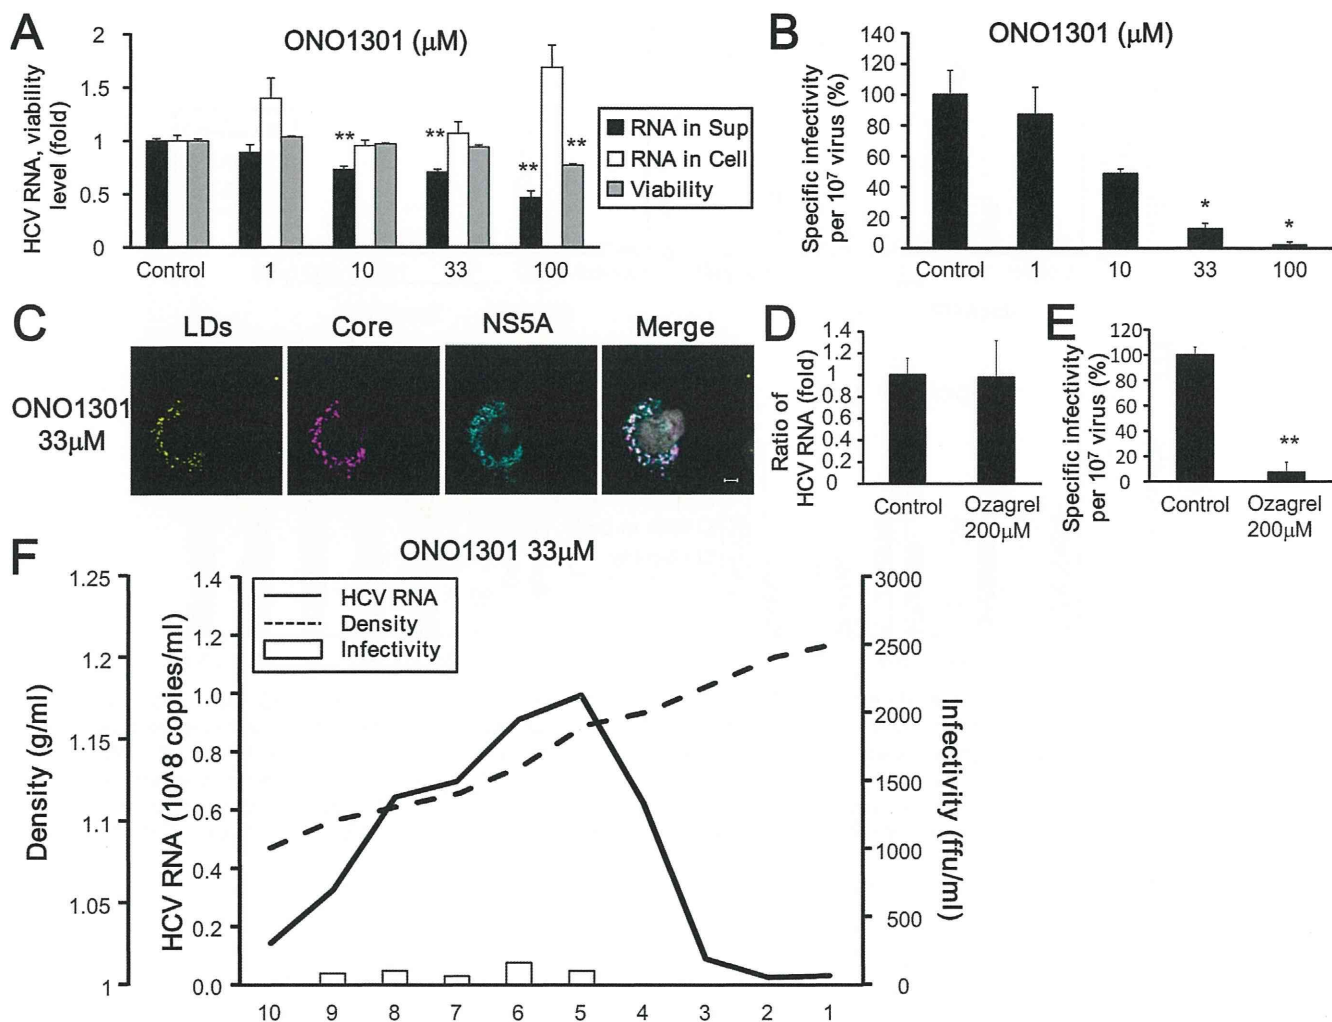 A
ONO1301 (μM)
HCV RNA, viability
level (fold)
2
1.5
1
0.5
0
**
**
**
**
Control
1
10
33
100
RNA in Sup
RNA in Cell
Viability
B
ONO1301 (μM)
Specific infectivity
per 10⁷ virus (%)
140
120
100
80
60
40
20
0
*
*
Control
1
10
33
100
C
LDs
Core
NS5A
Merge
ONO1301
33μM
D
Ratio of
HCV RNA (fold)
1.4
1.2
1
0.8
0.6
0.4
0.2
0
Control
Ozagrel
200μM
E
Specific infectivity
per 10⁷ virus (%)
120
100
80
60
40
20
0
**
Control
Ozagrel
200μM
F
ONO1301 33μM
Density (g/ml)
1.25
1.2
1.15
1.1
1.05
1
HCV RNA (10^8 copies/ml)
1.4
1.2
1.0
0.8
0.6
0.4
0.2
0.0
HCV RNA
Density
Infectivity
3000
2500
2000
1500
1000
500
0
Infectivity (ffu/ml)
10
9
8
7
6
5
4
3
2
1